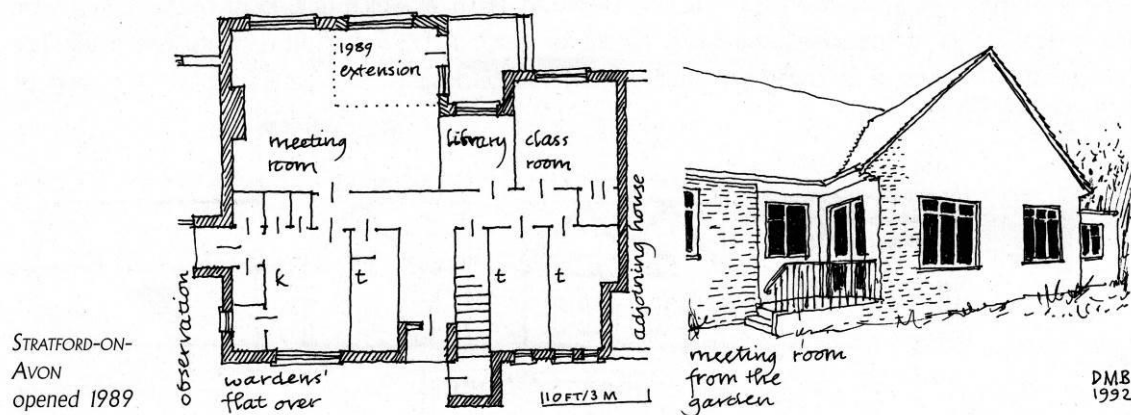 1989
extension
meeting
room
library
class
room
observation
k
t
t
t
adjoining house
wardens'
flat over
10FT/3M
STRATFORD-ON-
AVON
opened 1989
meeting room
from the
garden
DMB
1992